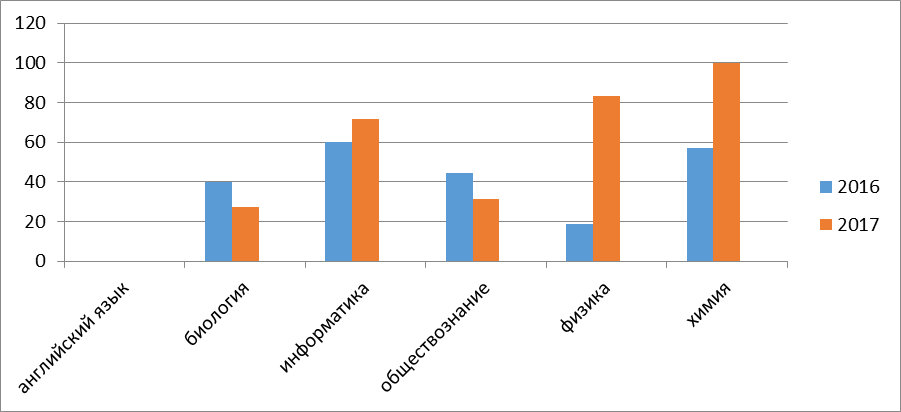 120
100
80
60
40
20
0
английский язык
биология
информатика
обществознание
физика
химия
2016
2017